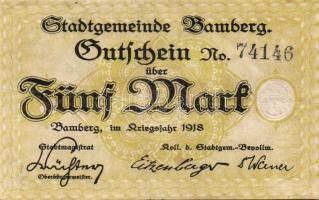 Stadtgemeinde Bamberg.
Gutschein No. 74146
über
Fünf Mark
Bamberg, im Kriegsjahr 1918
Stadtmagistrat Koll. d. Stadtgem.-Bevollm.
Oberbürgermeister.